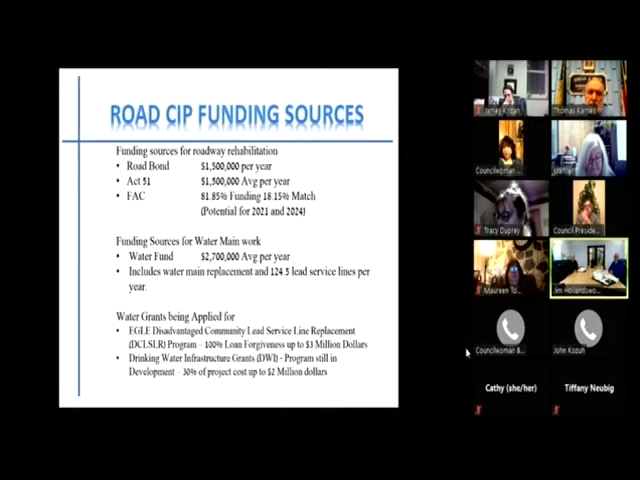 ROAD CIP FUNDING SOURCES
Funding sources for roadway rehabilitation
• Road Bond $1,500,000 per year
• Act 51 $1,500,000 Avg per year
• FAC 81.85% Funding 18.15% Match
(Potential for 2021 and 2024)
Funding Sources for Water Main work
• Water Fund $2,700,000 Avg per year
• Includes water main replacement and 124.5 lead service lines per
year.
Water Grants being Applied for
• EGLE Disadvantaged Community Lead Service Line Replacement
(DCLSLR) Program – 100% Loan Forgiveness up to $3 Million Dollars
• Drinking Water Infrastructure Grants (DWI) - Program still in
Development – 30% of project cost up to $2 Million dollars
James Krizan
Thomas Karnes
Councilwoman ...
Tracy Duprey
Council Preside...
Maureen To...
Jim Hollandswo...
Councilwoman B...
John Kozuh
Cathy (she/her)
Tiffany Neubig